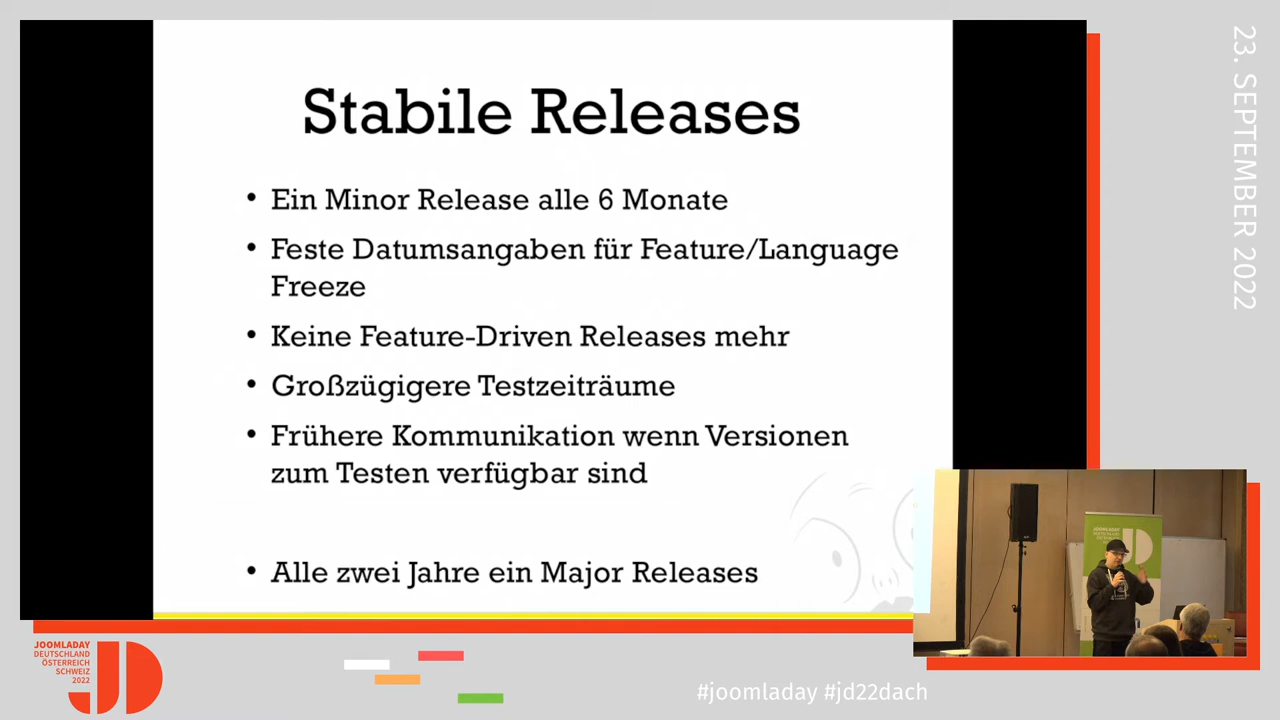 Stabile Releases
• Ein Minor Release alle 6 Monate
• Feste Datumsangaben für Feature/Language
Freeze
• Keine Feature-Driven Releases mehr
• Großzügigere Testzeiträume
• Frühere Kommunikation wenn Versionen
zum Testen verfügbar sind
• Alle zwei Jahre ein Major Releases
23. SEPTEMBER 2022
JOOMLADAY
DEUTSCHLAND
ÖSTERREICH
SCHWEIZ
2022
JD
#joomladay #jd22dach